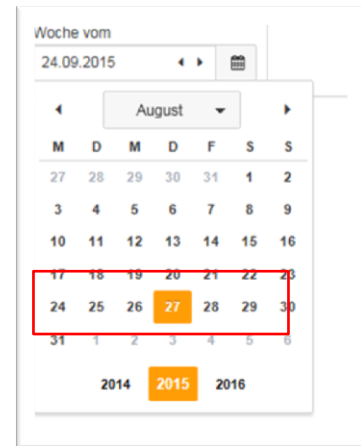 Woche vom
24.09.2015
August
M D M D F S S
27 28 29 30 31 1 2
3 4 5 6 7 8 9
10 11 12 13 14 15 16
17 18 19 20 21 22 23
24 25 26 27 28 29 30
31 1 2 3 4 5 6
2014 2015 2016